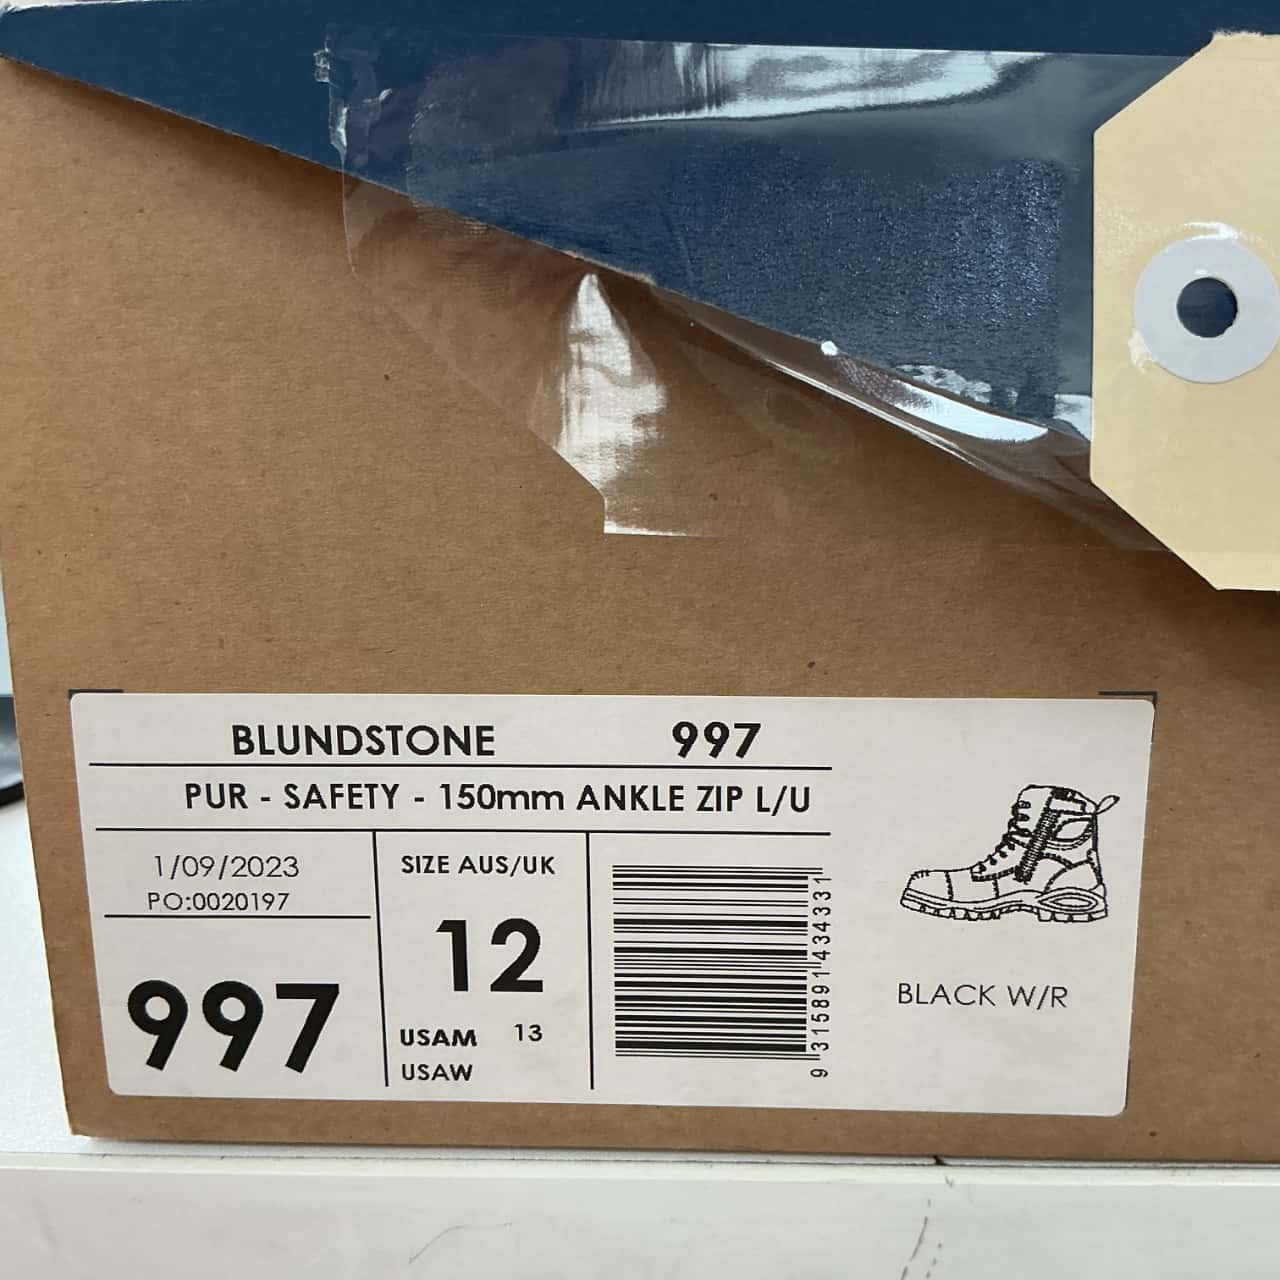 BLUNDSTONE 997
PUR - SAFETY - 150mm ANKLE ZIP L/U
1/09/2023
PO:0020197
997
SIZE AUS/UK
12
USAM 13
USAW
9 315891 434331
BLACK W/R